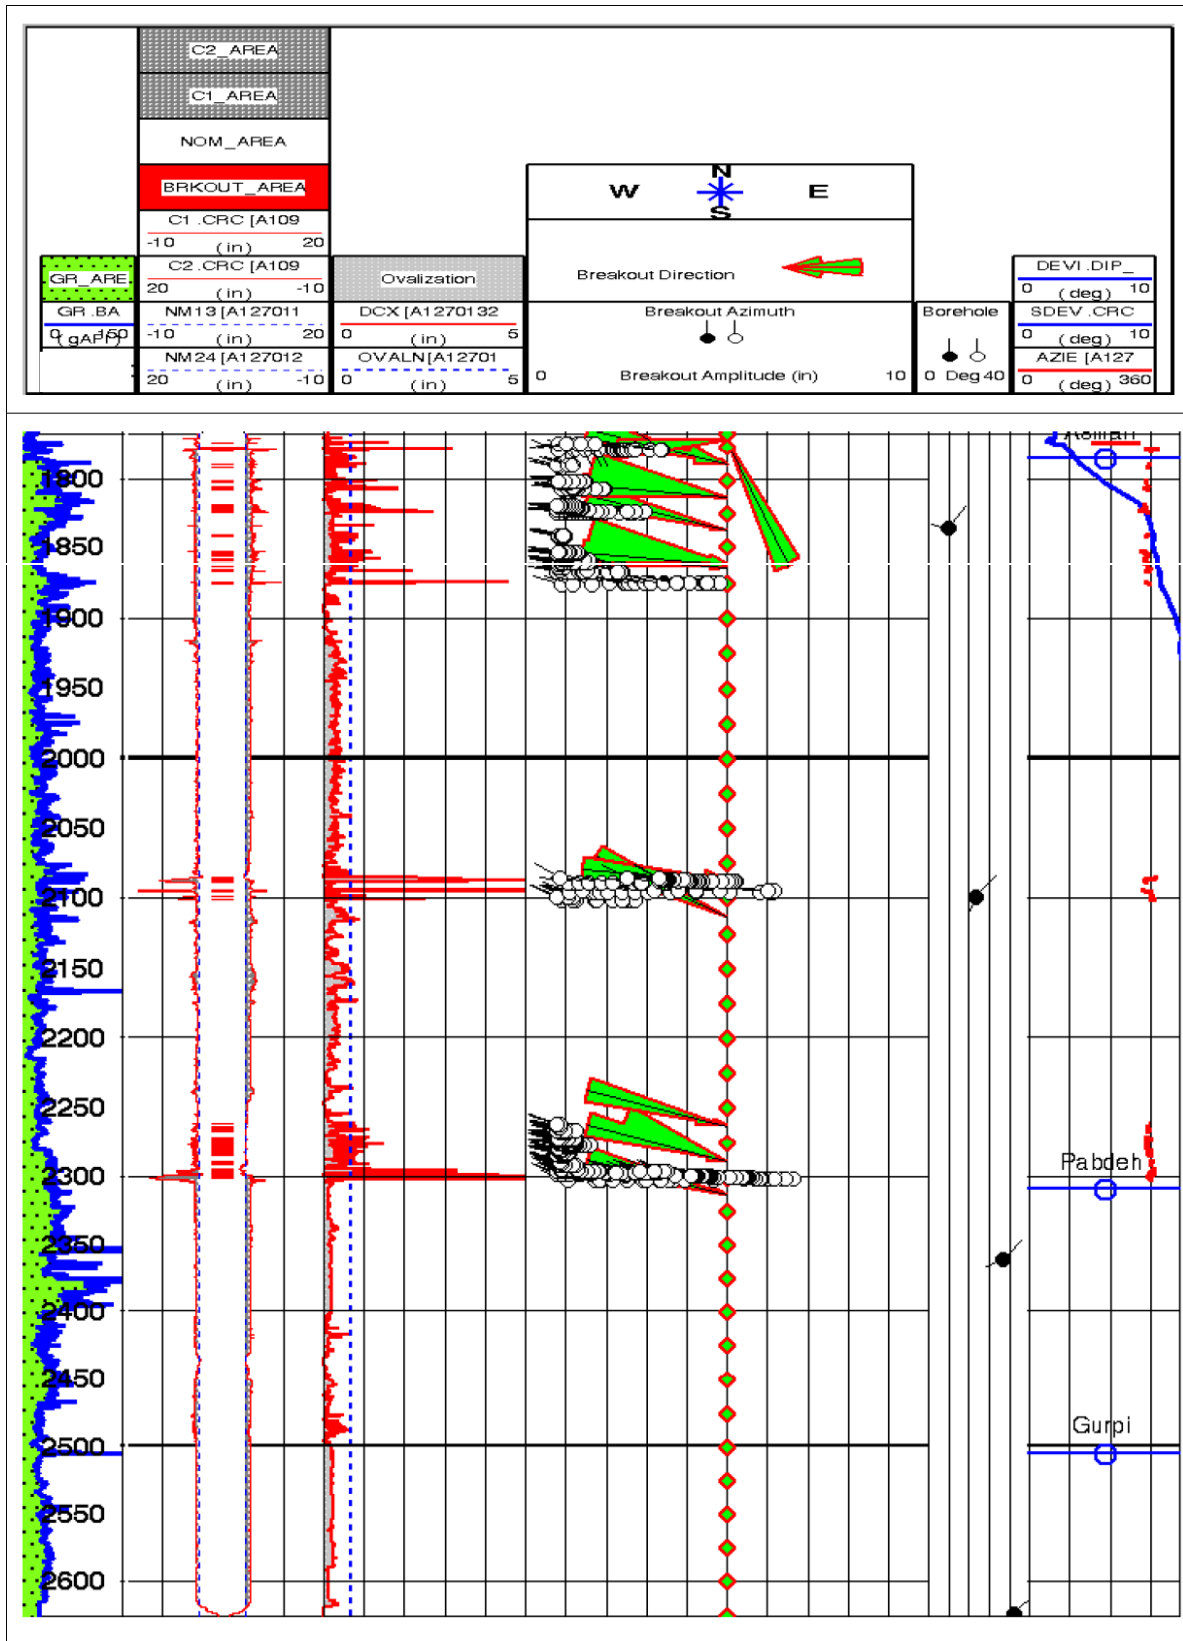 C2_AREA
C1_AREA
NOM_AREA
BRKOUT_AREA
C1 .CRC [A109
-10 (in) 20
C2.CRC [A109
20 (in) -10
NM13 [A127011
-10 (in) 20
NM24 [A127012
20 (in) -10
GR_ARE
GR .BA
0 (gAPI) 150
Ovalization
DCX [A1270132
0 (in) 5
OVALN[A12701
0 (in) 5
N
W E
S
Breakout Direction
Breakout Azimuth
0 Breakout Amplitude (in) 10
Borehole
0 Deg 40
DEVI .DIP_
0 (deg) 10
SDEV .CRC
0 (deg) 10
AZIE [A127
0 (deg) 360
1800
1850
1900
1950
2000
2050
2100
2150
2200
2250
2300
Pabdeh
2350
2400
2450
2500
Gurpi
2550
2600